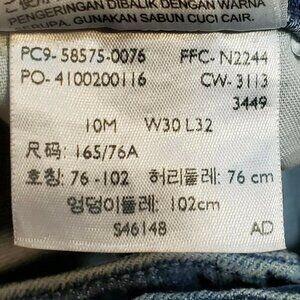 PENGERINGAN DIBALIK DENGAN WARNA
GUNAKAN SABUN CUCI CAIR.
PC9- 58575-0076 FFC- N2244
PO- 4100200116 CW- 3113
3449
10M W30 L32
尺码: 165/76A
호칭: 76 -102 허리둘레: 76 cm
엉덩이둘레: 102cm
S46148 AD